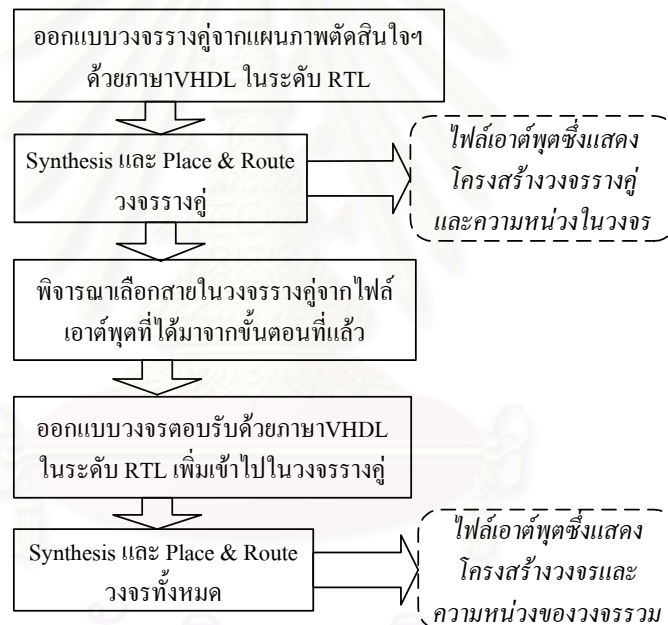 ออกแบบวงจรรางคู่จากแผนภาพตัดสินใจฯ
ด้วยภาษาVHDL ในระดับ RTL
Synthesis และ Place & Route
วงจรรางคู่
ไฟล์เอาต์พุตซึ่งแสดง
โครงสร้างวงจรรางคู่
และความหน่วงในวงจร
พิจารณาเลือกสายในวงจรรางคู่จากไฟล์
เอาต์พุตที่ได้มาจากขั้นตอนที่แล้ว
ออกแบบวงจรตอบรับด้วยภาษาVHDL
ในระดับ RTL เพิ่มเข้าไปในวงจรรางคู่
Synthesis และ Place & Route
วงจรทั้งหมด
ไฟล์เอาต์พุตซึ่งแสดง
โครงสร้างวงจรและ
ความหน่วงของวงจรรวม